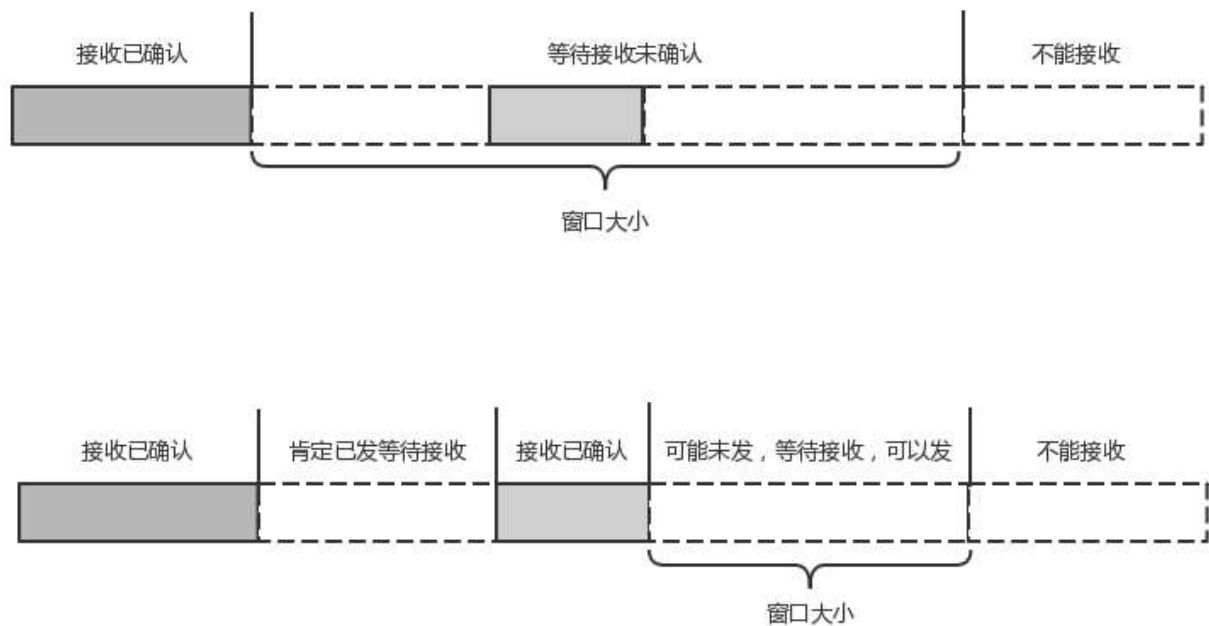 接收已确认 等待接收未确认 不能接收
窗口大小
接收已确认 肯定已发等待接收 接收已确认 可能未发，等待接收，可以发 不能接收
窗口大小